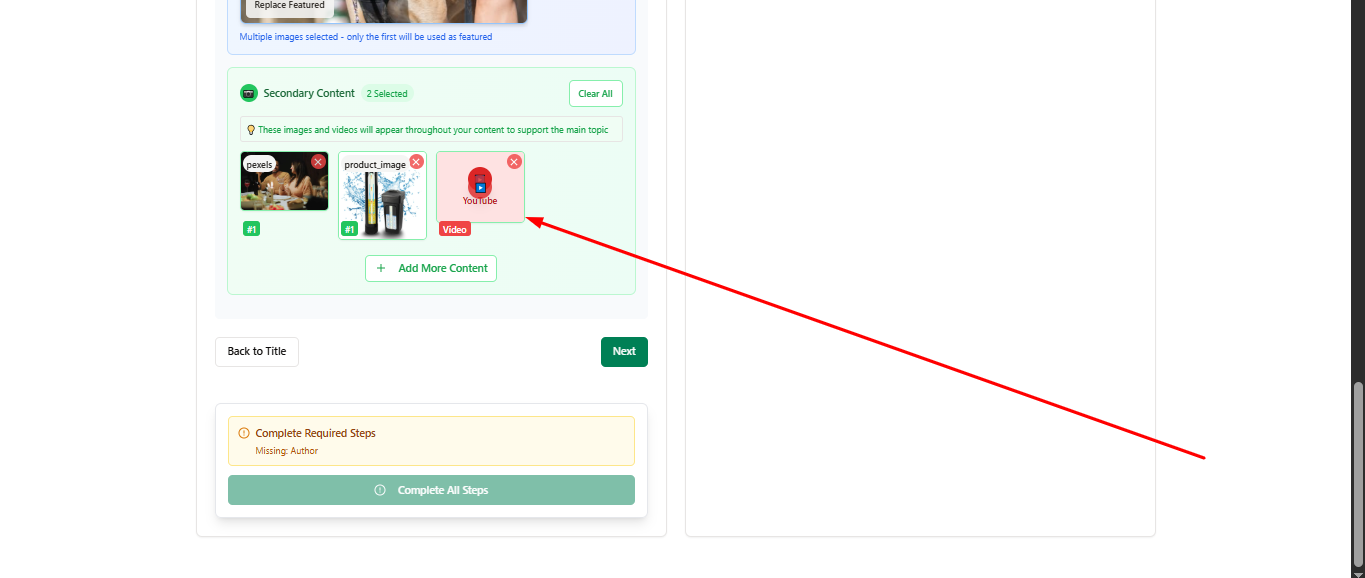 Replace Featured
Multiple images selected - only the first will be used as featured
Secondary Content 2 Selected Clear All
These images and videos will appear throughout your content to support the main topic
pexels product_image
YouTube
#1 #1 Video
+ Add More Content
Back to Title Next
Complete Required Steps
Missing: Author
Complete All Steps